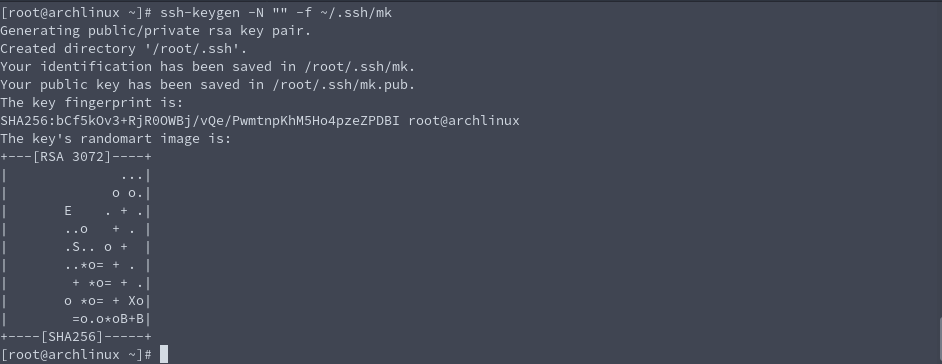 [root@archlinux ~]# ssh-keygen -N "" -f ~/.ssh/mk
Generating public/private rsa key pair.
Created directory '/root/.ssh'.
Your identification has been saved in /root/.ssh/mk.
Your public key has been saved in /root/.ssh/mk.pub.
The key fingerprint is:
SHA256:bCf5kOv3+RjR0OWBj/vQe/PwmtnpKhM5Ho4pzeZPDBI root@archlinux
The key's randomart image is:
+---[RSA 3072]----+
|              ...|
|             o o.|
|       E    . + .|
|       ..o   + . |
|       .S.. o +  |
|       ..*o= + . |
|        + *o= + .|
|       o *o= + Xo|
|        =o.o*oB+B|
+----[SHA256]-----+
[root@archlinux ~]#